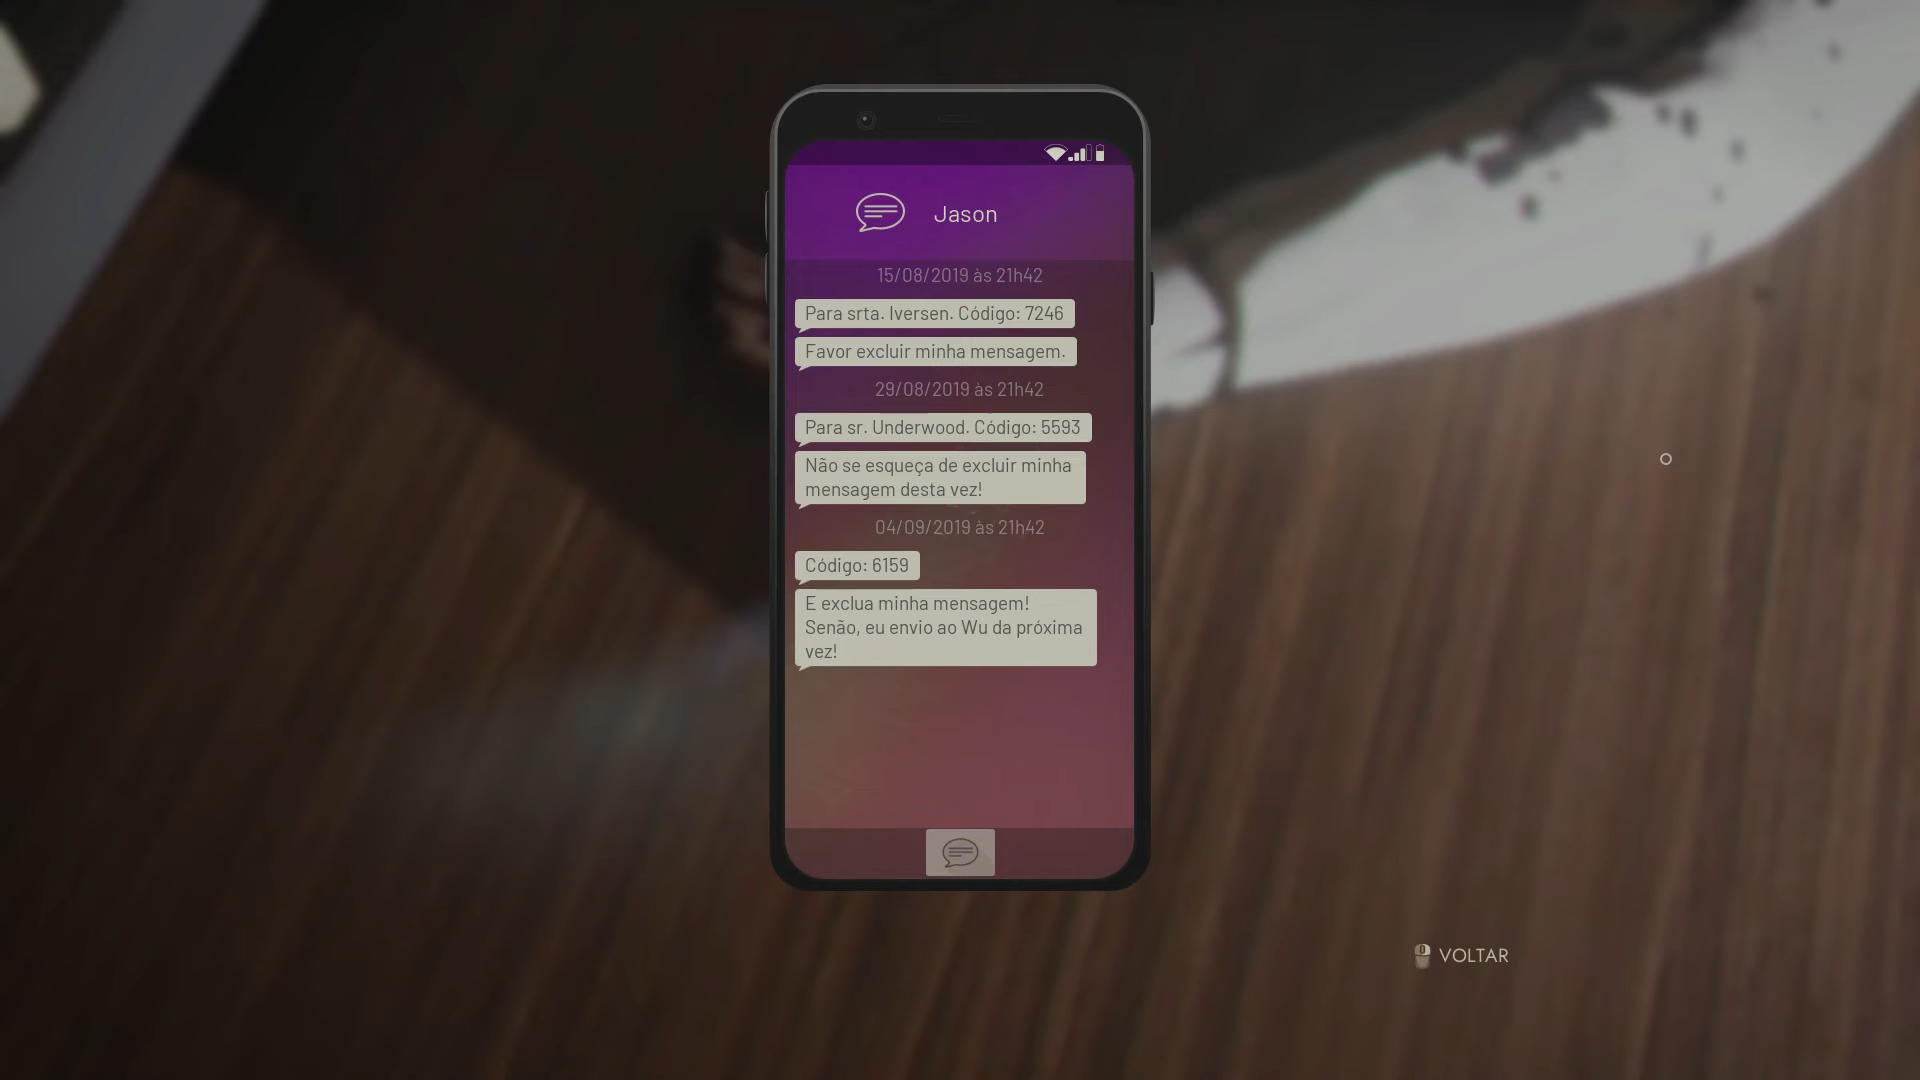 Jason
15/08/2019 às 21h42
Para srta. Iversen. Código: 7246
Favor excluir minha mensagem.
29/08/2019 às 21h42
Para sr. Underwood. Código: 5593
Não se esqueça de excluir minha
mensagem desta vez!
04/09/2019 às 21h42
Código: 6159
E exclua minha mensagem!
Senão, eu envio ao Wu da próxima
vez!
VOLTAR